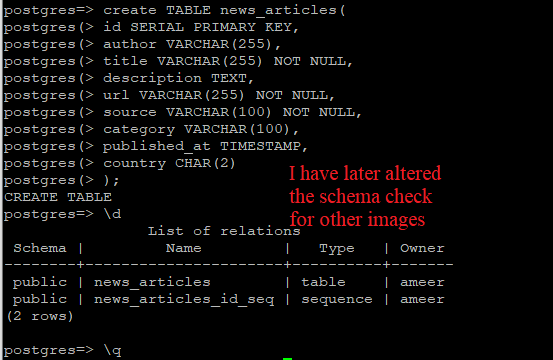 postgres=> create TABLE news_articles(
postgres(> id SERIAL PRIMARY KEY,
postgres(> author VARCHAR(255),
postgres(> title VARCHAR(255) NOT NULL,
postgres(> description TEXT,
postgres(> url VARCHAR(255) NOT NULL,
postgres(> source VARCHAR(100) NOT NULL,
postgres(> category VARCHAR(100),
postgres(> published_at TIMESTAMP,
postgres(> country CHAR(2)
postgres(> );
CREATE TABLE
postgres=> \d
I have later altered
the schema check
for other images
List of relations
Schema | Name | Type | Owner
--------+----------------------+----------+-------
public | news_articles | table | ameer
public | news_articles_id_seq | sequence | ameer
(2 rows)
postgres=> \q